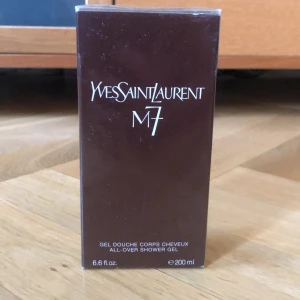 YVESSAINTLAURENT
M7
GEL DOUCHE CORPS CHEVEUX
ALL-OVER SHOWER GEL
6.6 fl.oz. ℮200 ml